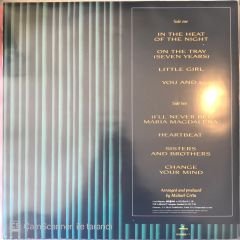 Side one
IN THE HEAT
OF THE NIGHT
ON THE TRAY
(SEVEN YEARS)
LITTLE GIRL
YOU AND I
Side two
(I'LL NEVER BE)
MARIA MAGDALENA
HEARTBEAT
SISTERS
AND BROTHERS
CHANGE
YOUR MIND
Arranged and produced
by Michael Cretu
CamScanner ile tarandı